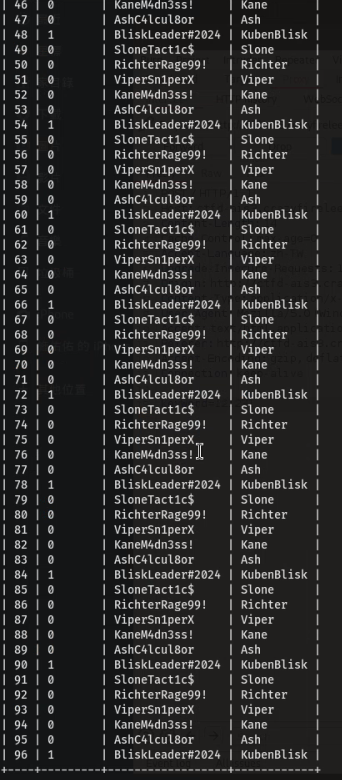 | 46 | 0 | KaneM4dn3ss! | Kane |
| 47 | 0 | AshC4lcul8or | Ash |
| 48 | 1 | BliskLeader#2024 | KubenBlisk |
| 49 | 0 | SloneTact1c$ | Slone |
| 50 | 0 | RichterRage99! | Richter |
| 51 | 0 | ViperSn1perX | Viper |
| 52 | 0 | KaneM4dn3ss! | Kane |
| 53 | 0 | AshC4lcul8or | Ash |
| 54 | 1 | BliskLeader#2024 | KubenBlisk |
| 55 | 0 | SloneTact1c$ | Slone |
| 56 | 0 | RichterRage99! | Richter |
| 57 | 0 | ViperSn1perX | Viper |
| 58 | 0 | KaneM4dn3ss! | Kane |
| 59 | 0 | AshC4lcul8or | Ash |
| 60 | 1 | BliskLeader#2024 | KubenBlisk |
| 61 | 0 | SloneTact1c$ | Slone |
| 62 | 0 | RichterRage99! | Richter |
| 63 | 0 | ViperSn1perX | Viper |
| 64 | 0 | KaneM4dn3ss! | Kane |
| 65 | 0 | AshC4lcul8or | Ash |
| 66 | 1 | BliskLeader#2024 | KubenBlisk |
| 67 | 0 | SloneTact1c$ | Slone |
| 68 | 0 | RichterRage99! | Richter |
| 69 | 0 | ViperSn1perX | Viper |
| 70 | 0 | KaneM4dn3ss! | Kane |
| 71 | 0 | AshC4lcul8or | Ash |
| 72 | 1 | BliskLeader#2024 | KubenBlisk |
| 73 | 0 | SloneTact1c$ | Slone |
| 74 | 0 | RichterRage99! | Richter |
| 75 | 0 | ViperSn1perX | Viper |
| 76 | 0 | KaneM4dn3ss! | Kane |
| 77 | 0 | AshC4lcul8or | Ash |
| 78 | 1 | BliskLeader#2024 | KubenBlisk |
| 79 | 0 | SloneTact1c$ | Slone |
| 80 | 0 | RichterRage99! | Richter |
| 81 | 0 | ViperSn1perX | Viper |
| 82 | 0 | KaneM4dn3ss! | Kane |
| 83 | 0 | AshC4lcul8or | Ash |
| 84 | 1 | BliskLeader#2024 | KubenBlisk |
| 85 | 0 | SloneTact1c$ | Slone |
| 86 | 0 | RichterRage99! | Richter |
| 87 | 0 | ViperSn1perX | Viper |
| 88 | 0 | KaneM4dn3ss! | Kane |
| 89 | 0 | AshC4lcul8or | Ash |
| 90 | 1 | BliskLeader#2024 | KubenBlisk |
| 91 | 0 | SloneTact1c$ | Slone |
| 92 | 0 | RichterRage99! | Richter |
| 93 | 0 | ViperSn1perX | Viper |
| 94 | 0 | KaneM4dn3ss! | Kane |
| 95 | 0 | AshC4lcul8or | Ash |
| 96 | 1 | BliskLeader#2024 | KubenBlisk |